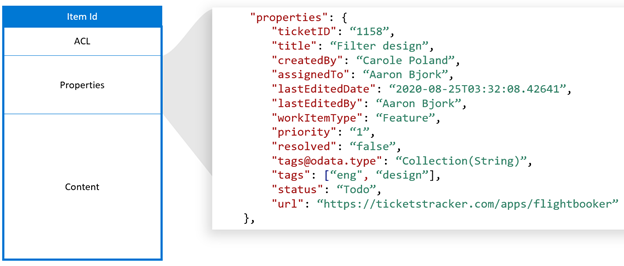 Item Id
ACL
Properties
Content
"properties": {
"ticketID": “1158”,
"title": “Filter design”,
"createdBy": “Carole Poland”,
"assignedTo": “Aaron Bjork”,
"lastEditedDate": “2020-08-25T03:32:08.42641”,
"lastEditedBy": “Aaron Bjork”,
"workItemType": “Feature”,
"priority": “1”,
"resolved": “false”,
"tags@odata.type": “Collection(String)”,
"tags": [“eng”, “design”],
"status": “Todo”,
"url": “https://ticketstracker.com/apps/flightbooker”
},